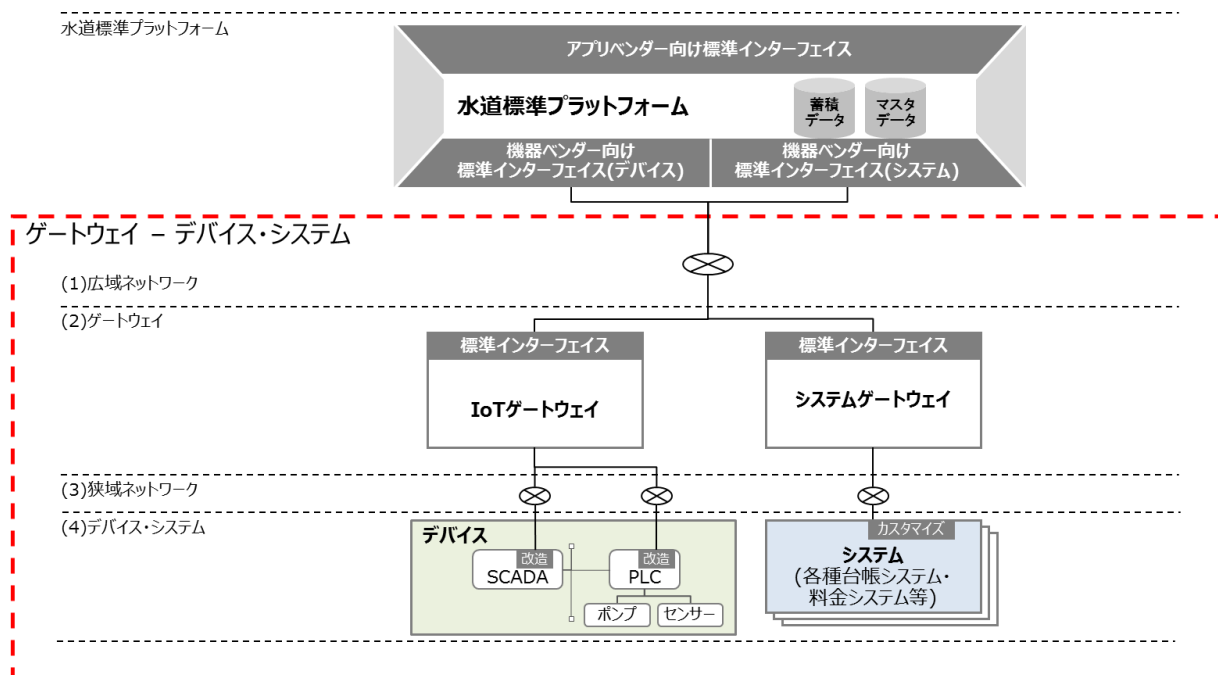 水道標準プラットフォーム
アプリベンダー向け標準インターフェイス
水道標準プラットフォーム
蓄積
データ
マスタ
データ
機器ベンダー向け
標準インターフェイス(デバイス)
機器ベンダー向け
標準インターフェイス(システム)
ゲートウェイ – デバイス・システム
(1)広域ネットワーク
(2)ゲートウェイ
標準インターフェイス
IoTゲートウェイ
標準インターフェイス
システムゲートウェイ
(3)狭域ネットワーク
(4)デバイス・システム
デバイス
改造
SCADA
改造
PLC
ポンプ
センサー
カスタマイズ
システム
(各種台帳システム・
料金システム等)